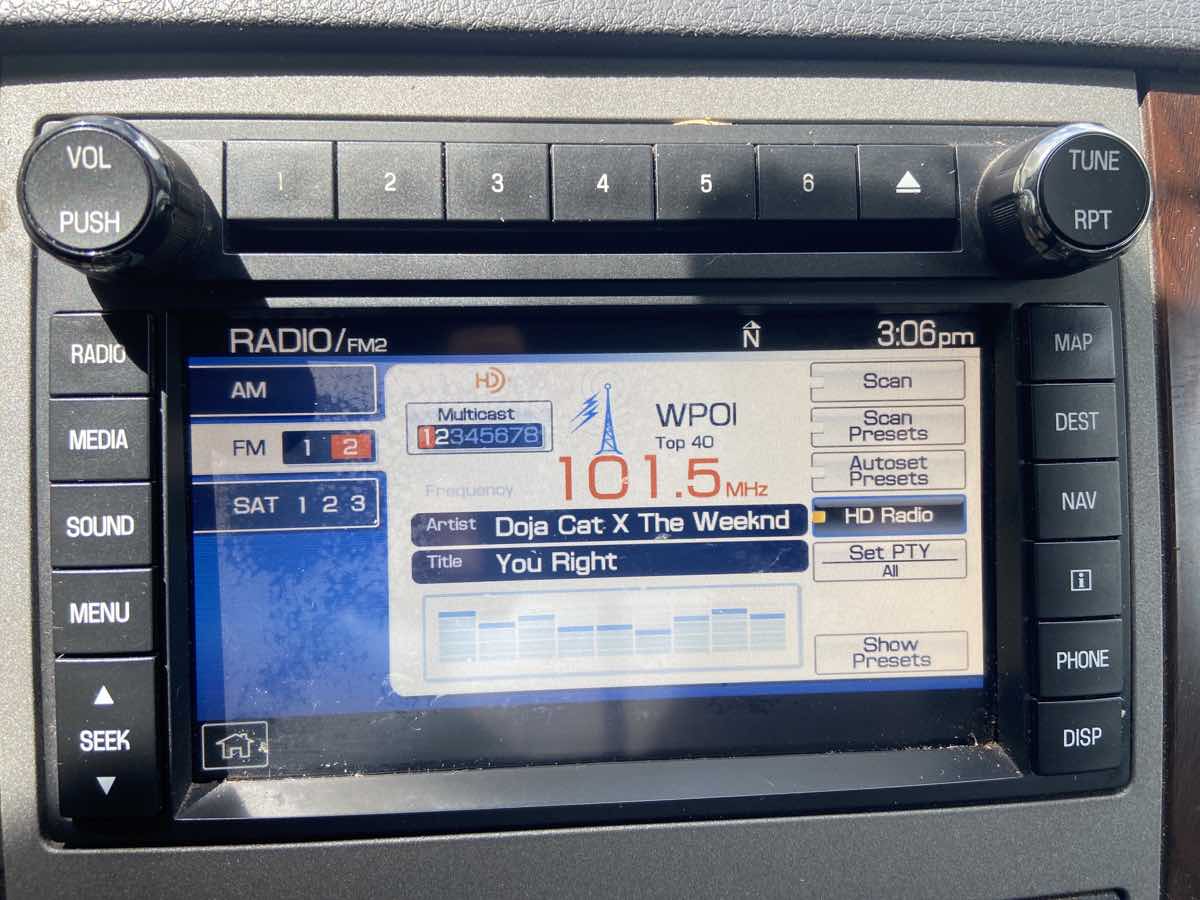 VOL
PUSH
1 2 3 4 5 6
TUNE
RPT
RADIO
MEDIA
SOUND
MENU
SEEK
RADIO/FM2
N
3:06pm
AM
FM 1 2
SAT 1 2 3
HD
Multicast
12345678
WPOI
Top 40
Frequency 101.5 MHz
Artist Doja Cat X The Weeknd
Title You Right
Scan
Scan
Presets
Autoset
Presets
HD Radio
Set PTY
All
Show
Presets
MAP
DEST
NAV
i
PHONE
DISP